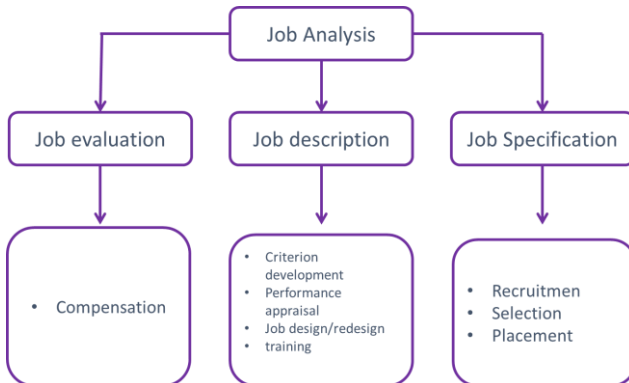 Job Analysis
Job evaluation
Job description
Job Specification
• Compensation
• Criterion
development
• Performance
appraisal
• Job design/redesign
• training
• Recruitmen
• Selection
• Placement